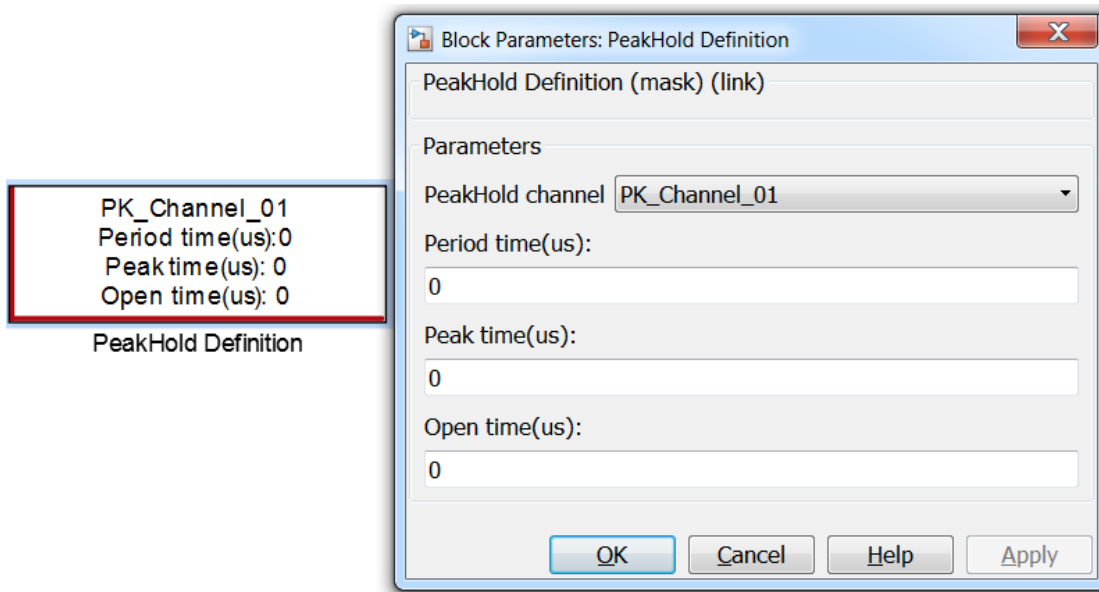 PK_Channel_01
Period time(us):0
Peak time(us): 0
Open time(us): 0
PeakHold Definition
Block Parameters: PeakHold Definition
PeakHold Definition (mask) (link)
Parameters
PeakHold channel PK_Channel_01
Period time(us):
0
Peak time(us):
0
Open time(us):
0
OK Cancel Help Apply